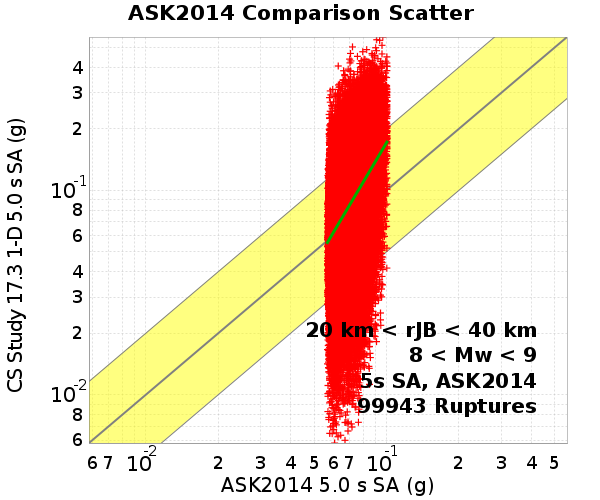 ASK2014 Comparison Scatter
CS Study 17.3 1-D 5.0 s SA (g)
4
3
2
10-1
8
6
4
3
2
10-2
8
6
20 km < rJB < 40 km
8 < Mw < 9
5s SA, ASK2014
99943 Ruptures
6 7 10-2 2 3 4 5 6 7 10-1 2 3 4 5
ASK2014 5.0 s SA (g)